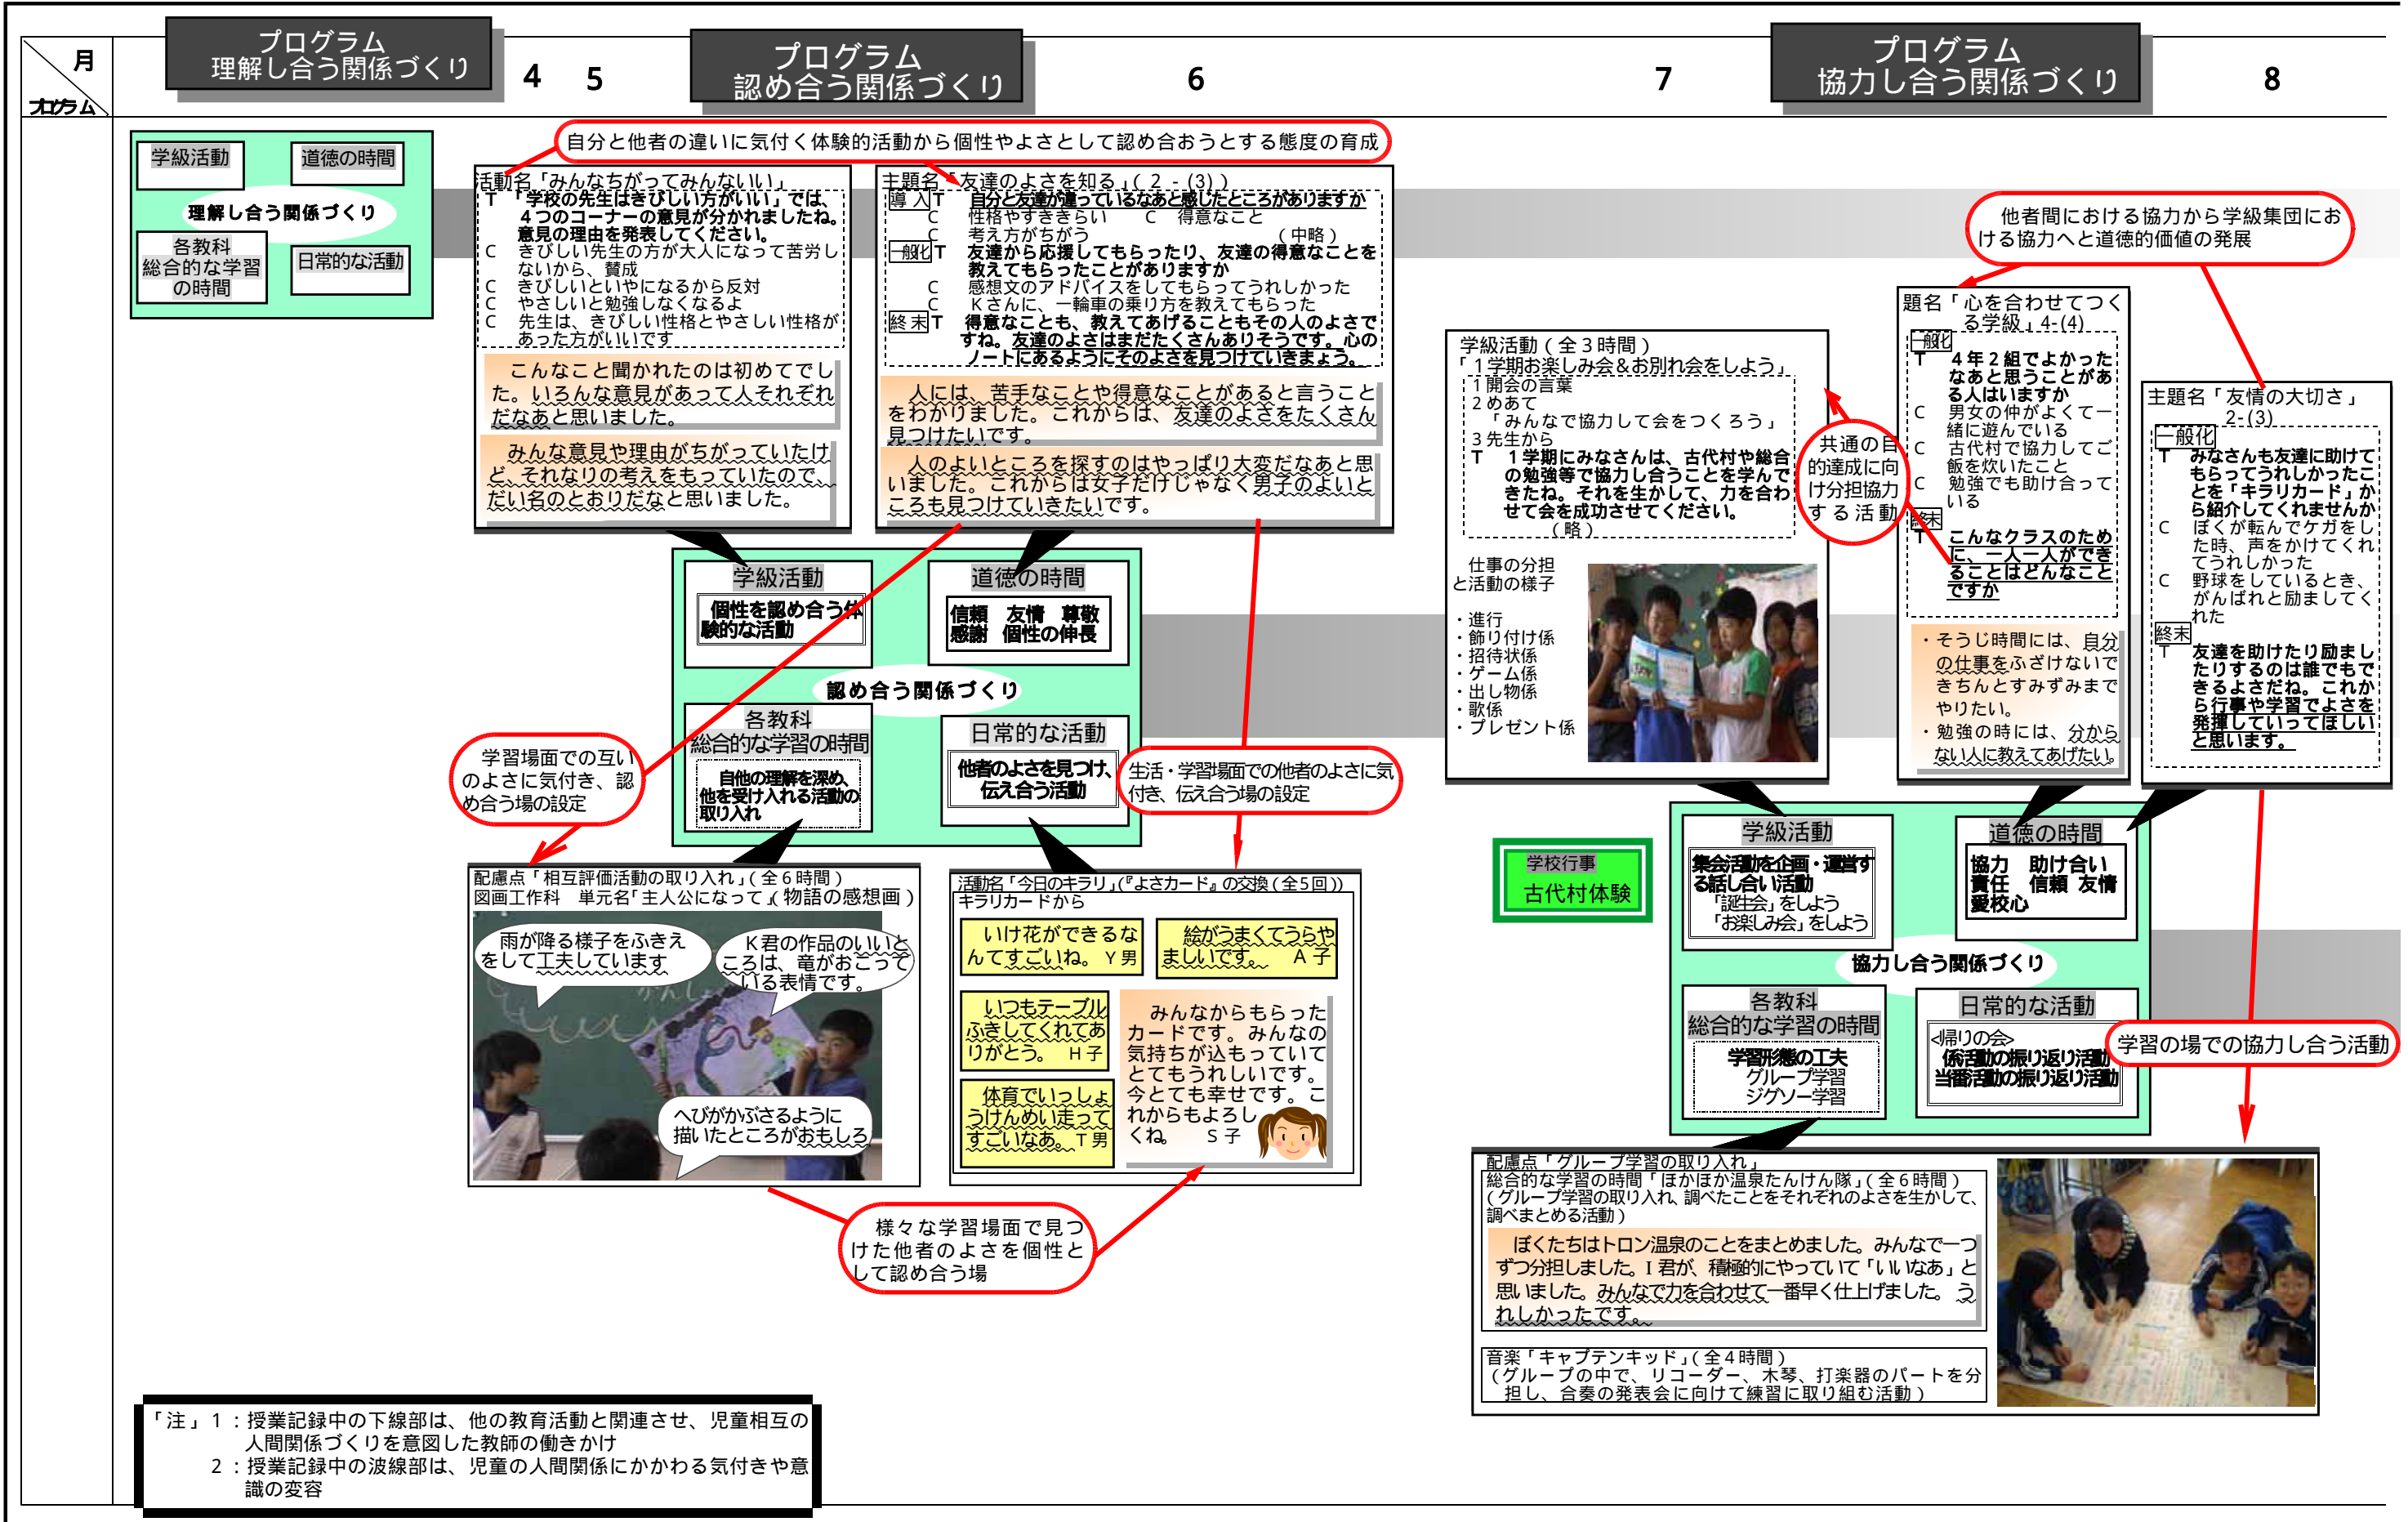 月
プログラム
プログラム
理解し合う関係づくり
4
5
プログラム
認め合う関係づくり
6
7
プログラム
協力し合う関係づくり
8
学級活動
道徳の時間
理解し合う関係づくり
各教科
総合的な学習
の時間
日常的な活動
自分と他者の違いに気付く体験的活動から個性やよさとして認め合おうとする態度の育成
活動名「みんなちがってみんないい」
T 「学校の先生はきびしい方がいい」では、
４つのコーナーの意見が分かれましたね。
意見の理由を発表してください。
C きびしい先生の方が大人になって苦労し
ないから、賛成
C きびしいといやになるから反対
C やさしいと勉強しなくなるよ
C 先生は、きびしい性格とやさしい性格が
あった方がいいです
こんなこと聞かれたのは初めてでし
た。いろんな意見があって人それぞれ
だなあと思いました。
みんな意見や理由がちがっていたけ
ど、それなりの考えをもっていたので、
だい名のとおりだなと思いました。
主題名「友達のよさを知る」(２-(3))
導入 T 自分と友達が違っているなあと感じたところがありますか
C 性格やすききらい C 得意なこと
C 考え方がちがう （中略）
一般化 T 友達から応援してもらったり、友達の得意なことを
教えてもらったことがありますか
C 感想文のアドバイスをしてもらってうれしかった
C Ｋさんに、一輪車の乗り方を教えてもらった
終末 T 得意なことも、教えてあげることもその人のよさで
すね。友達のよさはまだたくさんありそうです。心の
ノートにあるようにそのよさを見つけていきまょう。
人には、苦手なことや得意なことがあると言うこと
をわかりました。これからは、友達のよさをたくさん
見つけたいです。
人のよいところを探すのはやっぱり大変だなあと思
いました。これからは女子だけじゃなく男子のよいと
ころも見つけていきたいです。
学級活動
個性を認め合う体
験的な活動
道徳の時間
信頼 友情 尊敬
感謝 個性の伸長
認め合う関係づくり
各教科
総合的な学習の時間
自他の理解を深め、
他を受け入れる活動の
取り入れ
日常的な活動
他者のよさを見つけ、
伝え合う活動
学習場面での互い
のよさに気付き、認
め合う場の設定
生活・学習場面での他者のよさに気
付き、伝え合う場の設定
配慮点「相互評価活動の取り入れ」(全６時間)
図画工作科 単元名「主人公になって」(物語の感想画)
雨が降る様子をふきえ
をして工夫しています
Ｋ君の作品のいいと
ころは、竜がおこって
いる表情です。
へびがかぶさるように
描いたところがおもしろ
活動名「今日のキラリ」(『よさカード』の交換(全５回))
キラリカードから
いけ花ができるな
んてすごいね。Ｙ男
絵がうまくてうらや
ましいです。 Ａ子
いつもテーブル
ふきしてくれてあ
りがとう。 Ｈ子
体育でいっしょ
うけんめい走って
すごいなあ。Ｔ男
みんなからもらった
カードです。みんなの
気持ちが込もっていて
とてもうれしいです。
今とても幸せです。こ
れからもよろし
くね。 Ｓ子
様々な学習場面で見つ
けた他者のよさを個性と
して認め合う場
学級活動(全３時間)
「１学期お楽しみ会＆お別れ会をしよう」
１開会の言葉
２めあて
「みんなで協力して会をつくろう」
３先生から
T １学期にみなさんは、古代村や総合
の勉強等で協力し合うことを学んで
きたね。それを生かして、力を合わ
せて会を成功させてください。
（略）
仕事の分担
と活動の様子
・進行
・飾り付け係
・招待状係
・ゲーム係
・出し物係
・歌係
・プレゼント係
共通の目
的達成に向
け分担協力
する活動
他者間における協力から学級集団にお
ける協力へと道徳的価値の発展
題名「心を合わせてつく
る学級」4-(4)
一般化
T ４年２組でよかった
なあと思うことがあ
る人はいますか
C 男女の仲がよくて一
緒に遊んでいる
C 古代村で協力してご
飯を炊いたこと
C 勉強でも助け合って
いる
終末
T こんなクラスのため
に、一人一人ができ
ることはどんなこと
ですか
・そうじ時間には、自分
の仕事をふざけないで
きちんとすみずみまで
やりたい。
・勉強の時には、分から
ない人に教えてあげたい。
主題名「友情の大切さ」
2-(3)
一般化
T みなさんも友達に助けて
もらってうれしかったこ
とを「キラリカード」か
ら紹介してくれませんか
C ぼくが転んでケガをし
た時、声をかけてくれ
てうれしかった
C 野球をしているとき、
がんばれと励ましてく
れた
終末
T 友達を助けたり励まし
たりするのは誰でもで
きるよさだね。これか
ら行事や学習でよさを
発揮していってほしい
と思います。
学校行事
古代村体験
学級活動
集会活動を企画・運営す
る話し合い活動
「誕生会」をしよう
「お楽しみ会」をしよう
道徳の時間
協力 助け合い
責任 信頼 友情
愛校心
協力し合う関係づくり
各教科
総合的な学習の時間
学習形態の工夫
グループ学習
ジグソー学習
日常的な活動
<帰りの会>
係活動の振り返り活動
当番活動の振り返り活動
学習の場での協力し合う活動
配慮点「グループ学習の取り入れ」
総合的な学習の時間「ほかほか温泉たんけん隊」(全６時間)
(グループ学習の取り入れ、調べたことをそれぞれのよさを生かして、
調べまとめる活動)
ぼくたちはトロン温泉のことをまとめました。みんなで一つ
ずつ分担しました。Ｉ君が、積極的にやっていて「いいなあ」と
思いました。みんなで力を合わせて一番早く仕上げました。う
れしかったです。
音楽「キャプテンキッド」(全４時間)
(グループの中で、リコーダー、木琴、打楽器のパートを分
担し、合奏の発表会に向けて練習に取り組む活動)
「注」１：授業記録中の下線部は、他の教育活動と関連させ、児童相互の
人間関係づくりを意図した教師の働きかけ
２：授業記録中の波線部は、児童の人間関係にかかわる気付きや意
識の変容